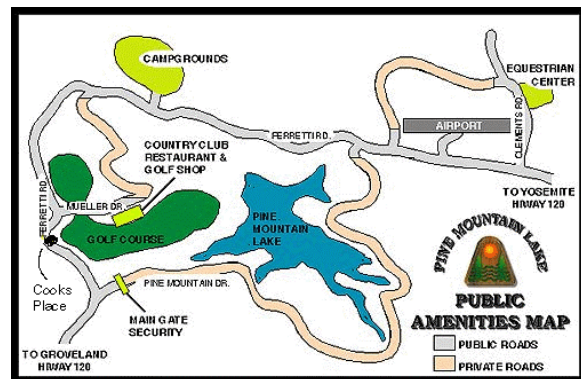 CAMPGROUNDS
EQUESTRIAN
CENTER
COUNTRY CLUB
RESTAURANT &
GOLF SHOP
FERRETTI RD.
AIRPORT
CLEMENTS RD.
MUELLER DR.
FERRETTI RD.
GOLF COURSE
PINE
MOUNTAIN
LAKE
TO YOSEMITE
HIWAY 120
Cooks
Place
PINE MOUNTAIN DR.
MAIN GATE
SECURITY
TO GROVELAND
HIWAY 120
PINE MOUNTAIN LAKE
PUBLIC
AMENITIES MAP
PUBLIC ROADS
PRIVATE ROADS